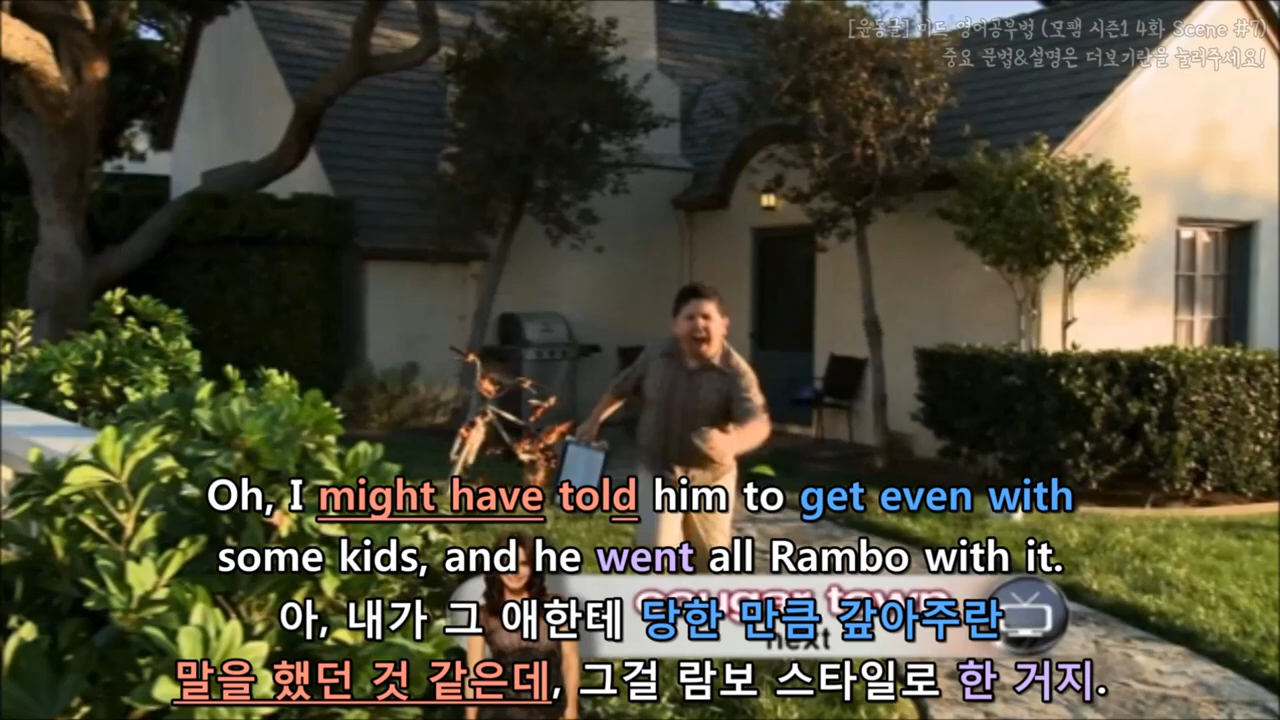 [운동글] 미드 영어공부법 (모팸 시즌1 4화 Scene #7)
중요 문법&설명은 더보기란을 눌러주세요!
Oh, I might have told him to get even with
some kids, and he went all Rambo with it.
cougar town
아, 내가 그 애한테 당한 만큼 갚아주란
next
말을 했던 것 같은데, 그걸 람보 스타일로 한 거지.